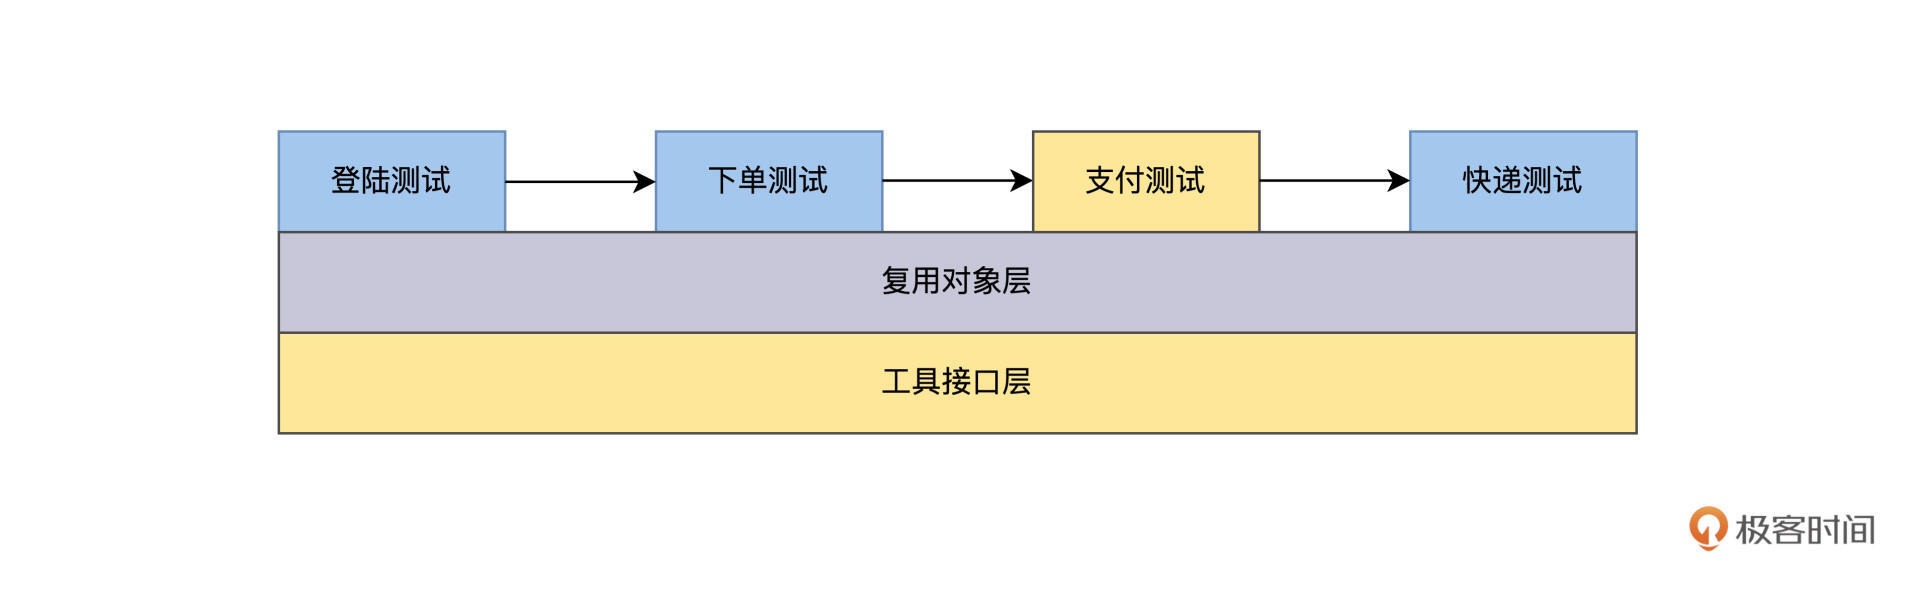 登陆测试
下单测试
支付测试
快递测试
复用对象层
工具接口层
极客时间